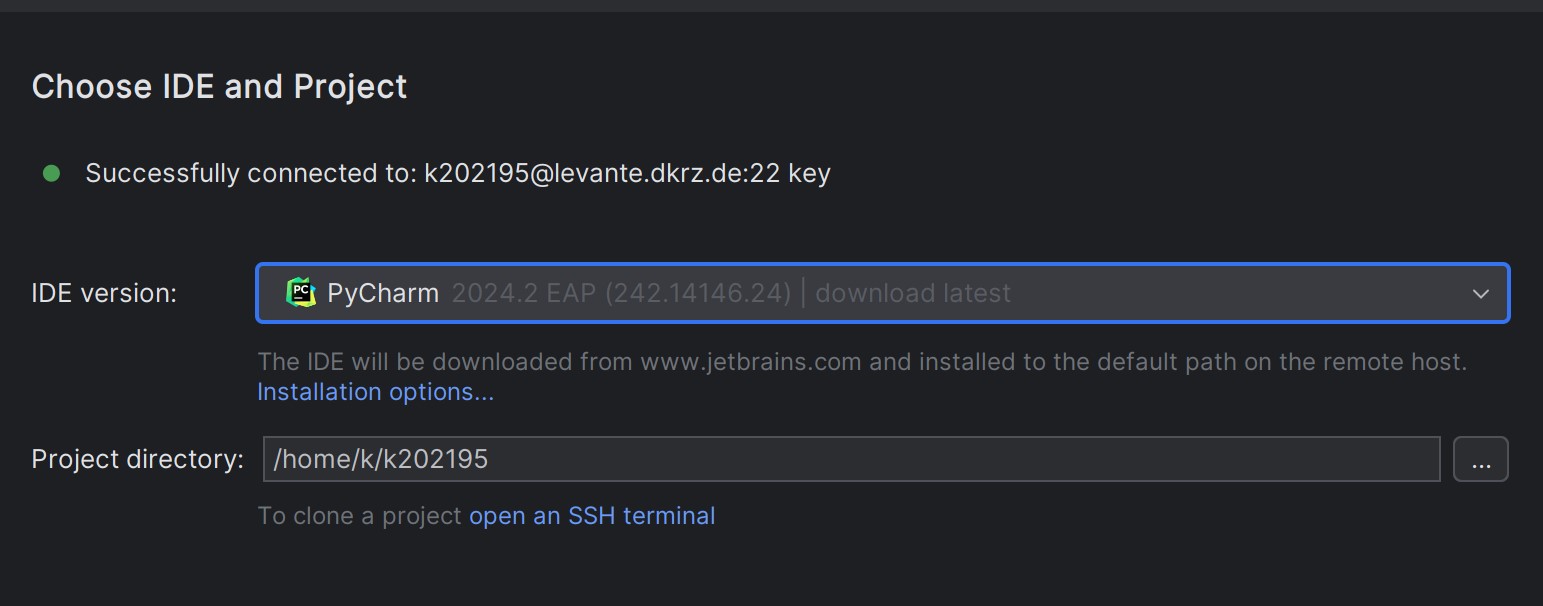 Choose IDE and Project
Successfully connected to: k202195@levante.dkrz.de:22 key
IDE version:
PC PyCharm 2024.2 EAP (242.14146.24) | download latest
The IDE will be downloaded from www.jetbrains.com and installed to the default path on the remote host.
Installation options...
Project directory: /home/k/k202195 ...
To clone a project open an SSH terminal